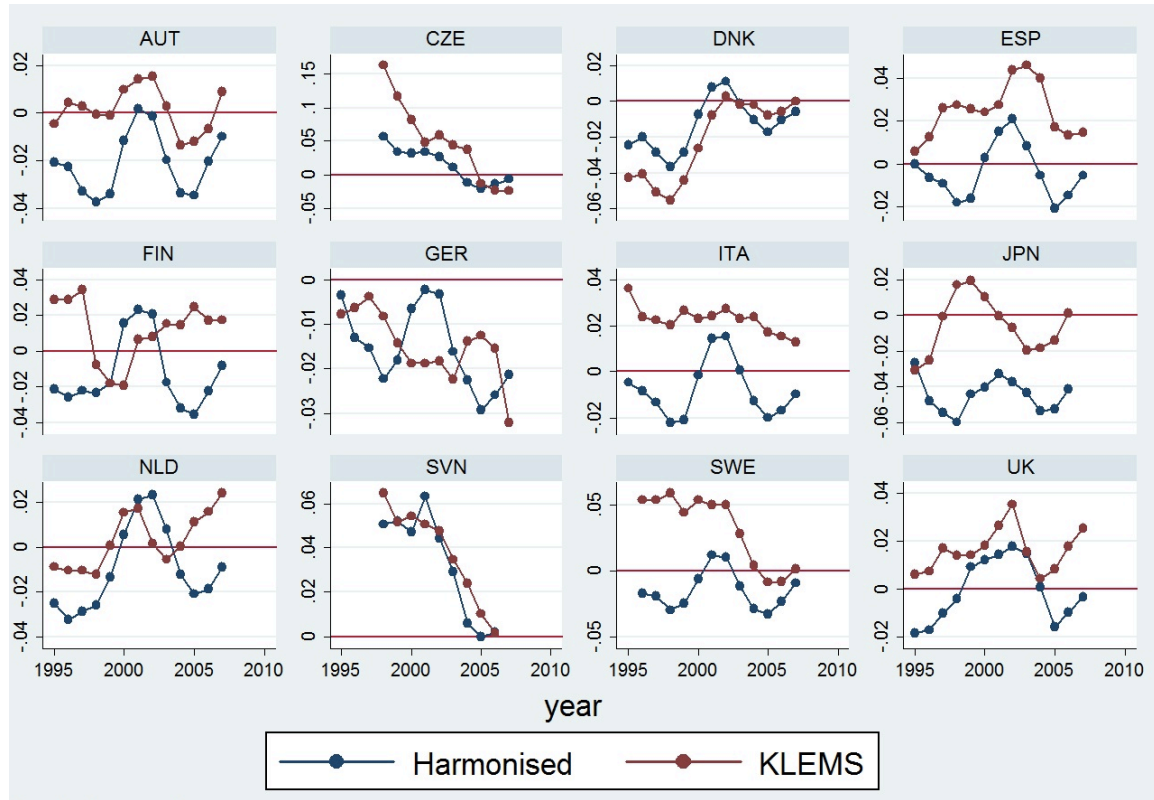 AUT CZE DNK ESP
.02 0 -.02 -.04
.15 .1 .05 0 -.05
.02 0 -.02 -.04 -.06
.04 .02 0 -.02
FIN GER ITA JPN
.04 .02 0 -.02 -.04
0 -.01 -.02 -.03
.04 .02 0 -.02
.02 0 -.02 -.04 -.06
NLD SVN SWE UK
.02 0 -.02 -.04
.06 .04 .02 0
.05 0 -.05
.04 .02 0 -.02
1995 2000 2005 2010 1995 2000 2005 2010 1995 2000 2005 2010 1995 2000 2005 2010
year
Harmonised KLEMS